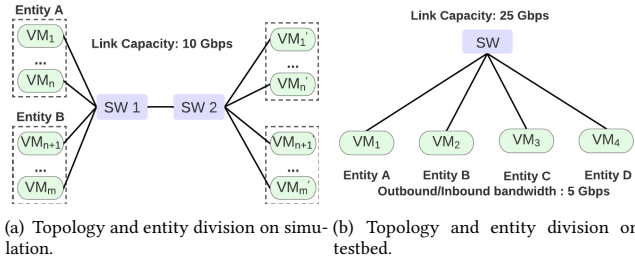 Entity A
VM1
...
VMn
Entity B
VMn+1
...
VMm
Link Capacity: 10 Gbps
SW 1
SW 2
VM1'
...
VMn'
VMn+1'
...
VMm'
(a) Topology and entity division on simu-
lation.
Link Capacity: 25 Gbps
SW
VM1
VM2
VM3
VM4
Entity A
Entity B
Entity C
Entity D
Outbound/Inbound bandwidth : 5 Gbps
(b) Topology and entity division on
testbed.